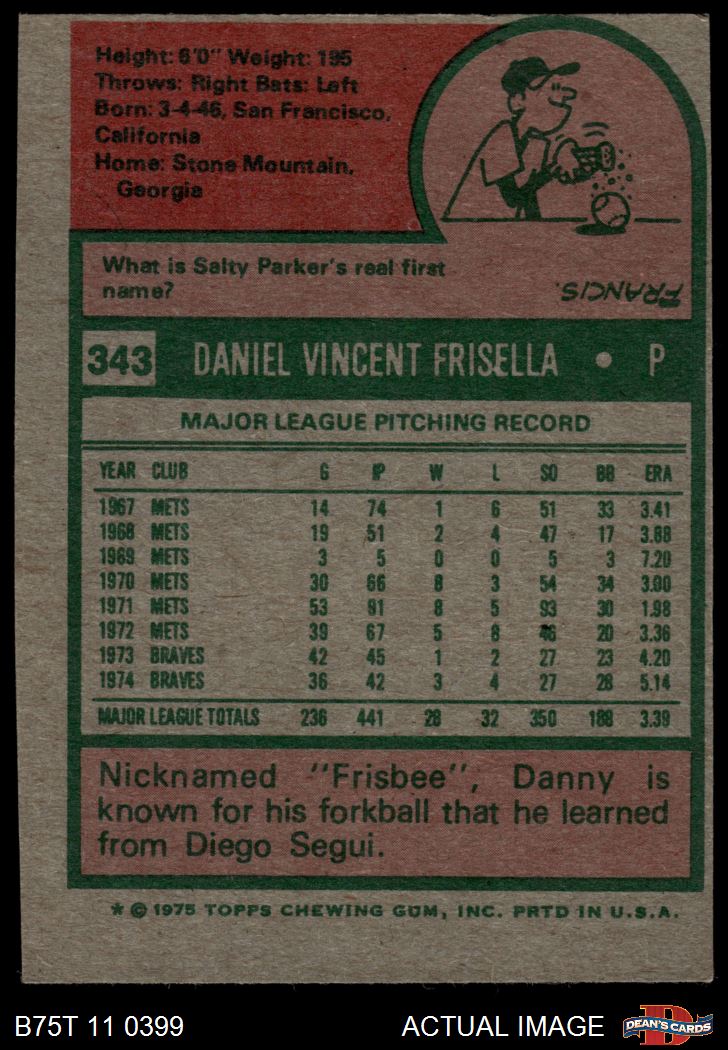 Height: 6'0" Weight: 195
Throws: Right Bats: Left
Born: 3-4-46, San Francisco,
California
Home: Stone Mountain,
Georgia
What is Salty Parker's real first
name?
FRANCIS.
343 DANIEL VINCENT FRISELLA • P
MAJOR LEAGUE PITCHING RECORD
YEAR CLUB G IP W L SO BB ERA
1967 METS 14 74 1 6 51 33 3.41
1968 METS 19 51 2 4 47 17 3.88
1969 METS 3 5 0 0 5 3 7.20
1970 METS 30 66 8 3 54 34 3.00
1971 METS 53 91 8 5 93 30 1.98
1972 METS 39 67 5 8 46 20 3.36
1973 BRAVES 42 45 1 2 27 23 4.20
1974 BRAVES 36 42 3 4 27 28 5.14
MAJOR LEAGUE TOTALS 236 441 28 32 350 188 3.39
Nicknamed "Frisbee", Danny is
known for his forkball that he learned
from Diego Segui.
* © 1975 TOPPS CHEWING GUM, INC. PRTD IN U.S.A.
B75T 11 0399 ACTUAL IMAGE D DEAN'S CARDS